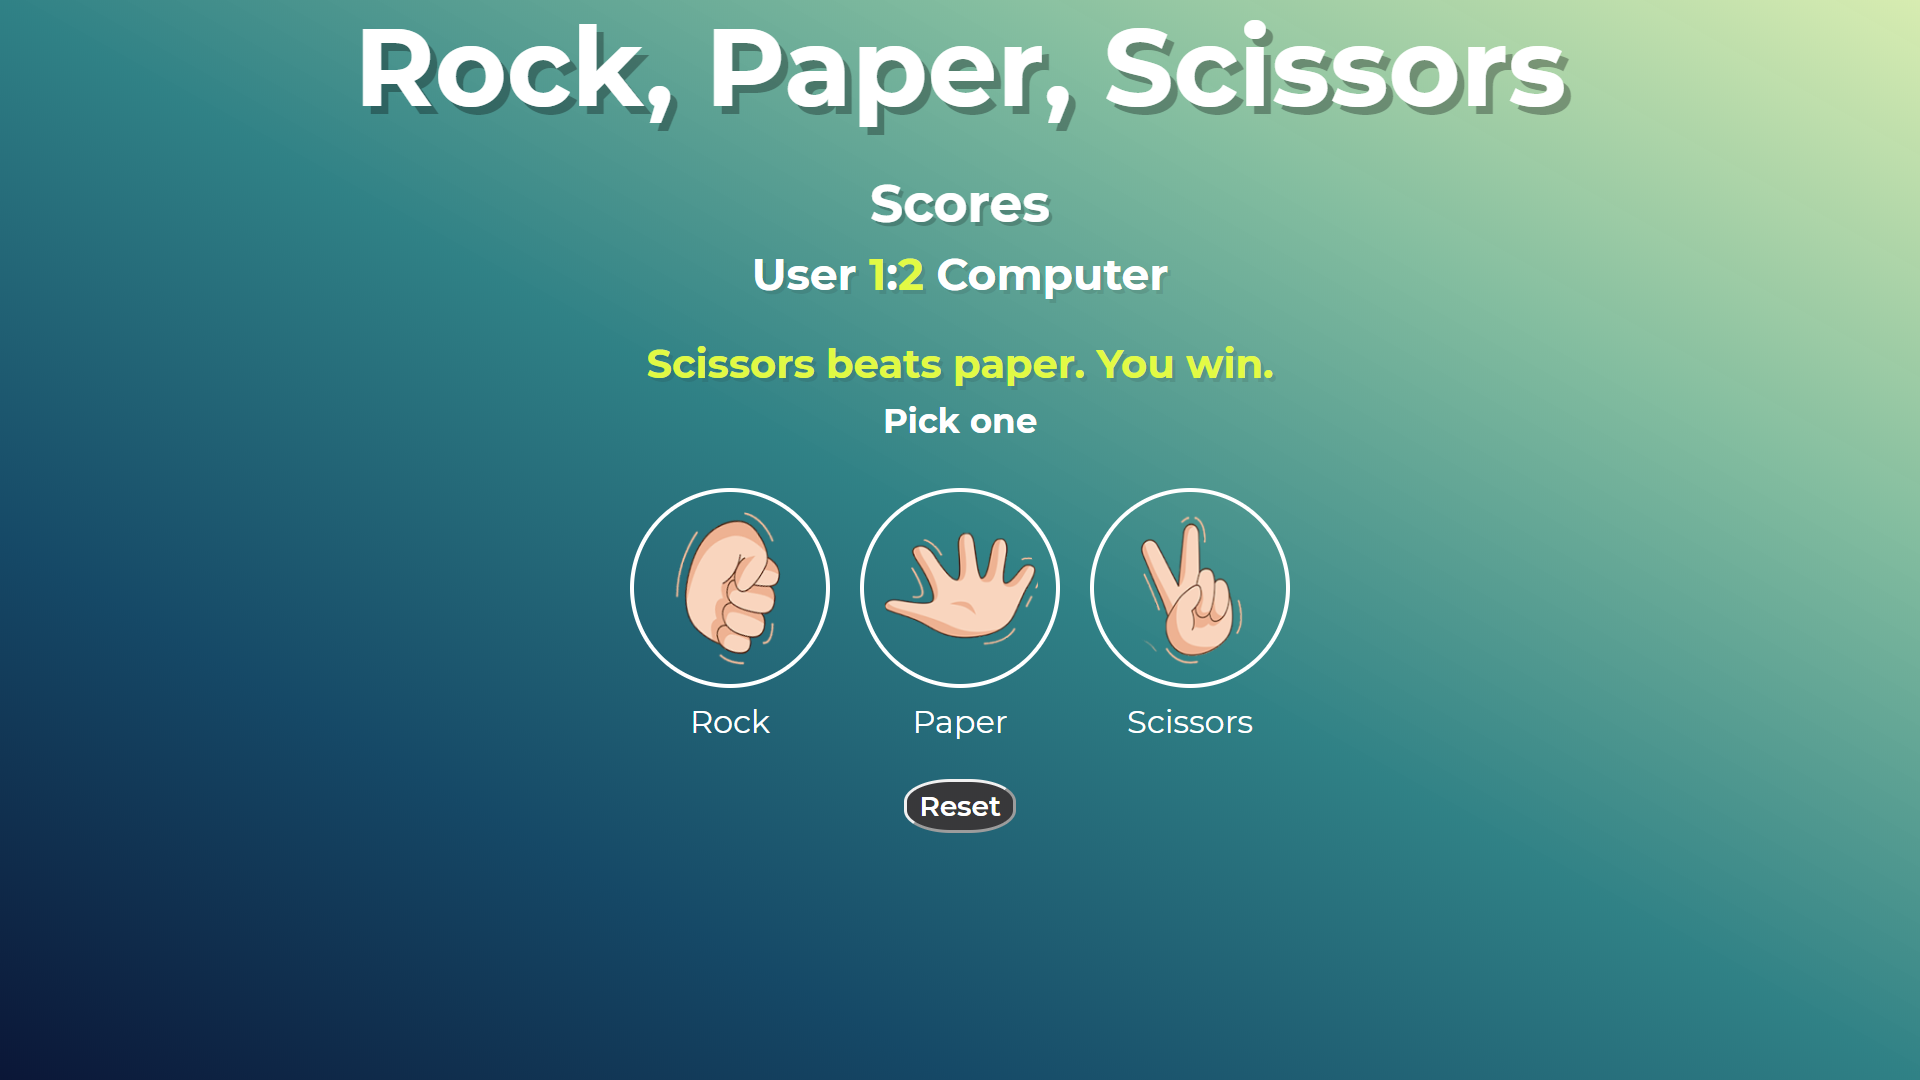 Rock, Paper, Scissors
Scores
User 1:2 Computer
Scissors beats paper. You win.
Pick one
Rock
Paper
Scissors
Reset